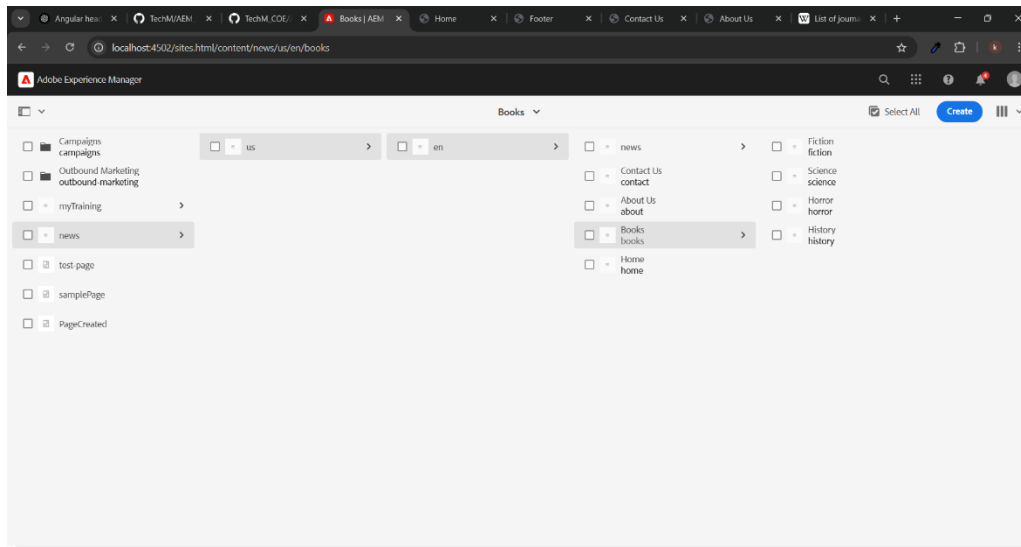 Angular head
TechM/AEM
TechM_COE/
Books | AEM
Home
Footer
Contact Us
About Us
W List of journa
localhost:4502/sites.html/content/news/us/en/books
k
Adobe Experience Manager
Books
Select All
Create
Campaigns
campaigns
Outbound Marketing
outbound-marketing
myTraining
news
test-page
samplePage
PageCreated
us
en
news
Contact Us
contact
About Us
about
Books
books
Home
home
Fiction
fiction
Science
science
Horror
horror
History
history